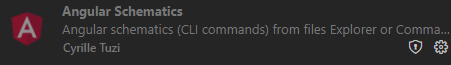 Angular Schematics
Angular schematics (CLI commands) from files Explorer or Comma...
Cyrille Tuzi